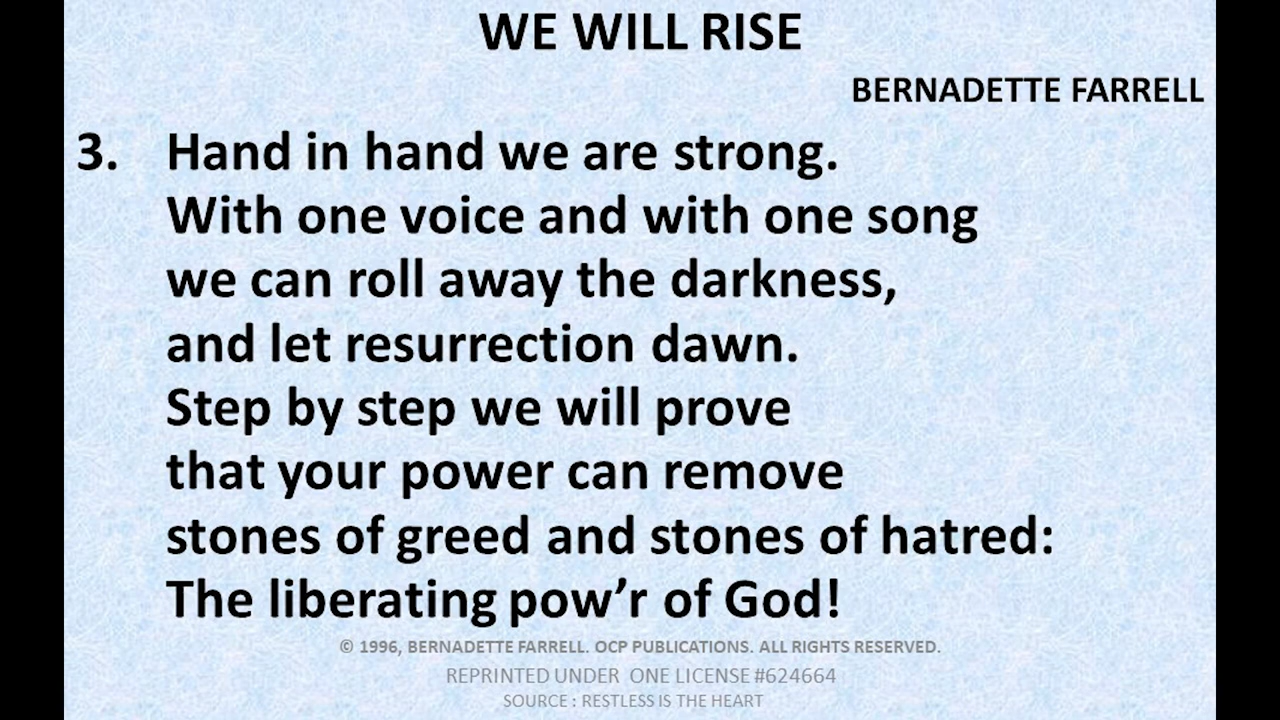 WE WILL RISE
BERNADETTE FARRELL
3. Hand in hand we are strong.
With one voice and with one song
we can roll away the darkness,
and let resurrection dawn.
Step by step we will prove
that your power can remove
stones of greed and stones of hatred:
The liberating pow’r of God!
© 1996, BERNADETTE FARRELL. OCP PUBLICATIONS. ALL RIGHTS RESERVED.
REPRINTED UNDER ONE LICENSE #624664
SOURCE : RESTLESS IS THE HEART